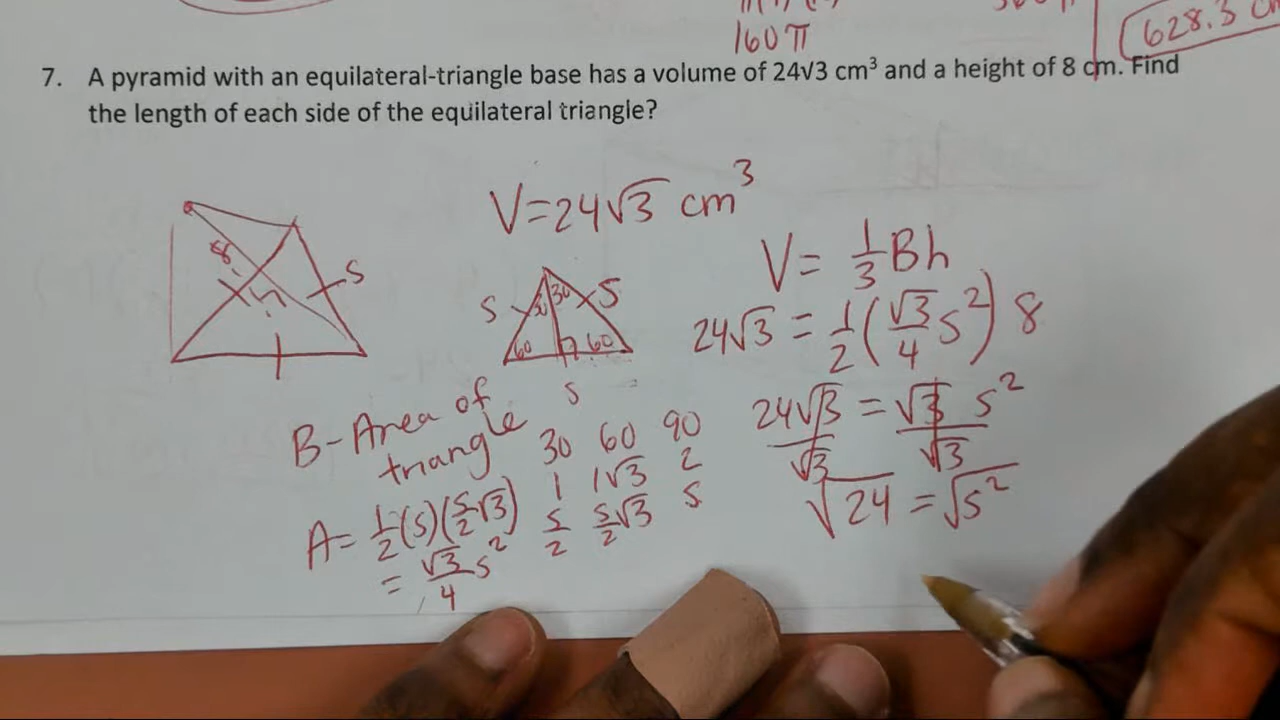 160 π
628.3 cm
7. A pyramid with an equilateral-triangle base has a volume of 24√3 cm³ and a height of 8 cm. Find
the length of each side of the equilateral triangle?
V=24√3 cm³
8
h
S
S 30 30 S
60 60
S
V= 1/3 Bh
24√3 = 1/2 (√3/4 S²) 8
24√3/√3 = √3 S²/√3
√24 = √S²
B-Area of
triangle
30 60 90
1 1√3 2
S/2 S/2√3 S
A= 1/2(S)(S/2√3)
= √3/4 S²